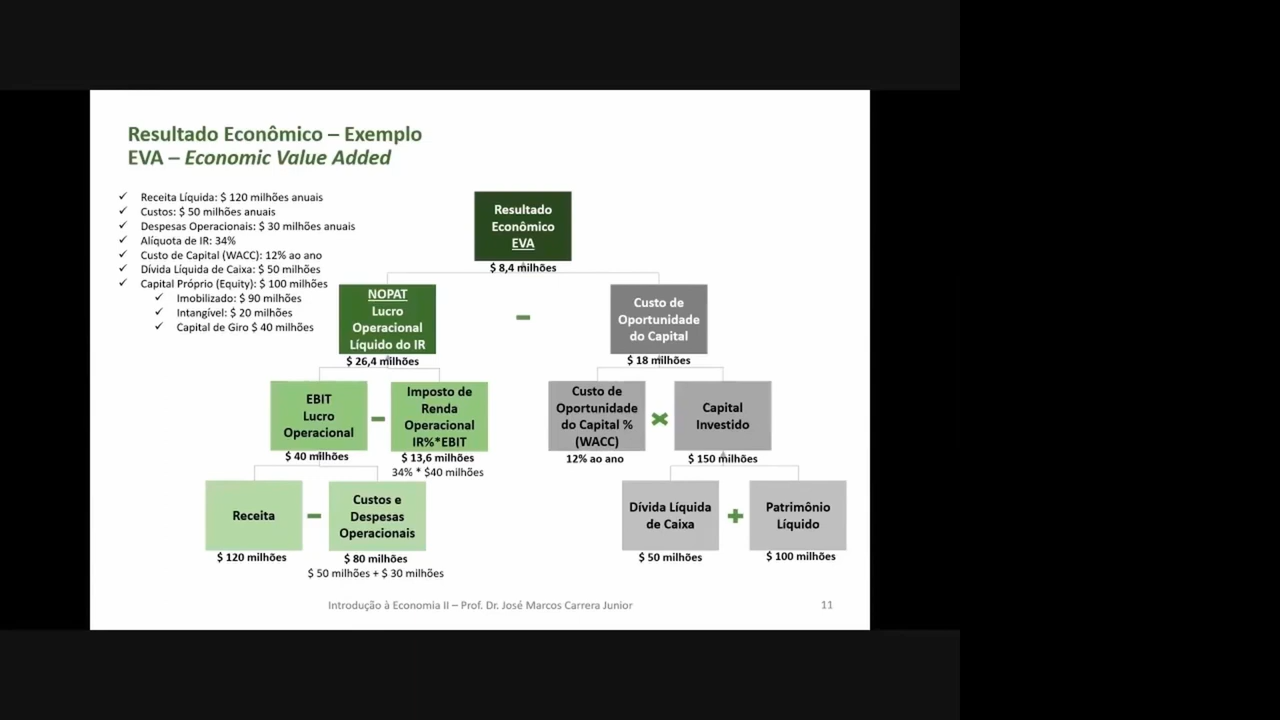 Resultado Econômico – Exemplo
EVA – Economic Value Added
✓ Receita Líquida: $ 120 milhões anuais
✓ Custos: $ 50 milhões anuais
✓ Despesas Operacionais: $ 30 milhões anuais
✓ Alíquota de IR: 34%
✓ Custo de Capital (WACC): 12% ao ano
✓ Dívida Líquida de Caixa: $ 50 milhões
✓ Capital Próprio (Equity): $ 100 milhões
✓ Imobilizado: $ 90 milhões
✓ Intangível: $ 20 milhões
✓ Capital de Giro $ 40 milhões
Resultado
Econômico
EVA
$ 8,4 milhões
NOPAT
Lucro
Operacional
Líquido do IR
$ 26,4 milhões
–
Custo de
Oportunidade
do Capital
$ 18 milhões
EBIT
Lucro
Operacional
$ 40 milhões
–
Imposto de
Renda
Operacional
IR%*EBIT
$ 13,6 milhões
34% * $40 milhões
Custo de
Oportunidade
do Capital %
(WACC)
12% ao ano
×
Capital
Investido
$ 150 milhões
Receita
$ 120 milhões
–
Custos e
Despesas
Operacionais
$ 80 milhões
$ 50 milhões + $ 30 milhões
Dívida Líquida
de Caixa
$ 50 milhões
+
Patrimônio
Líquido
$ 100 milhões
Introdução à Economia II – Prof. Dr. José Marcos Carrera Junior
11